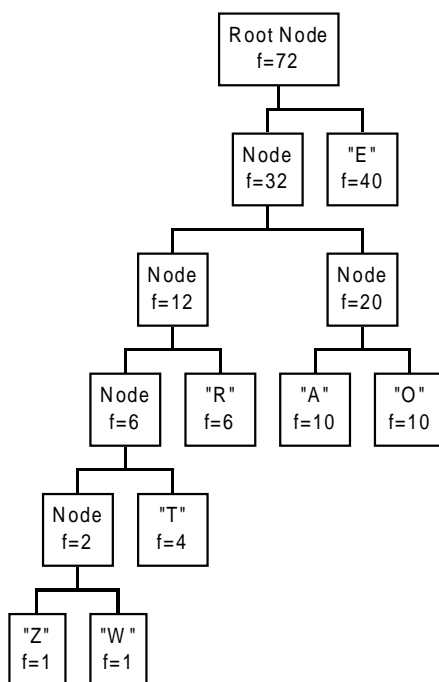 Root Node
f=72
Node
f=32
"E"
f=40
Node
f=12
Node
f=20
Node
f=6
"R"
f=6
"A"
f=10
"O"
f=10
Node
f=2
"T"
f=4
"Z"
f=1
"W"
f=1